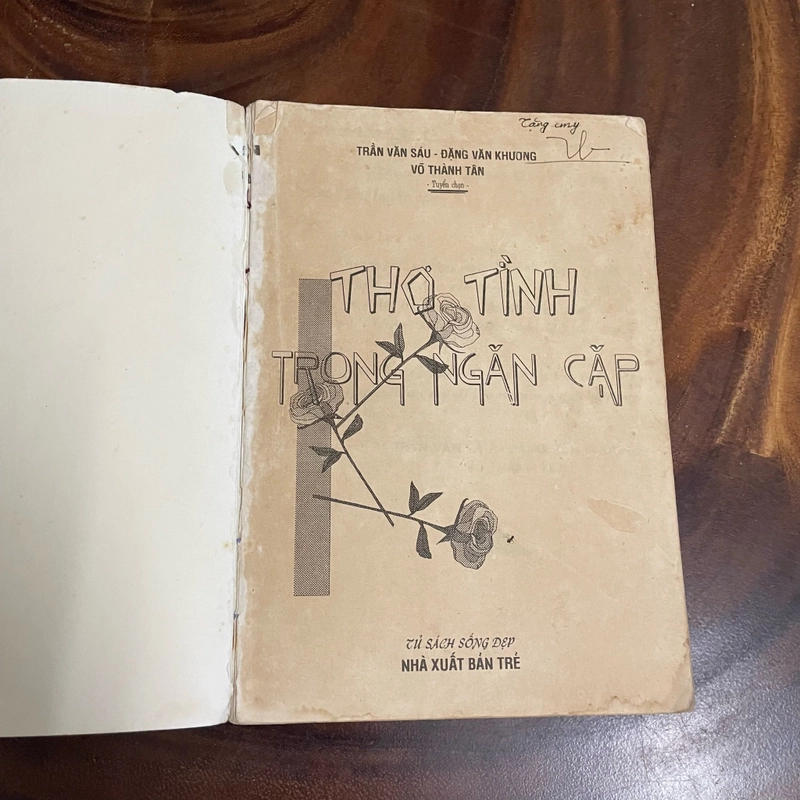 Tặng
TRẦN VĂN SÁU - ĐẶNG VĂN KHƯƠNG
VÕ THÀNH TÂN
- Tuyển chọn -
THƠ TÌNH
TRONG NGĂN CẶP
TỦ SÁCH SỐNG ĐẸP
NHÀ XUẤT BẢN TRẺ